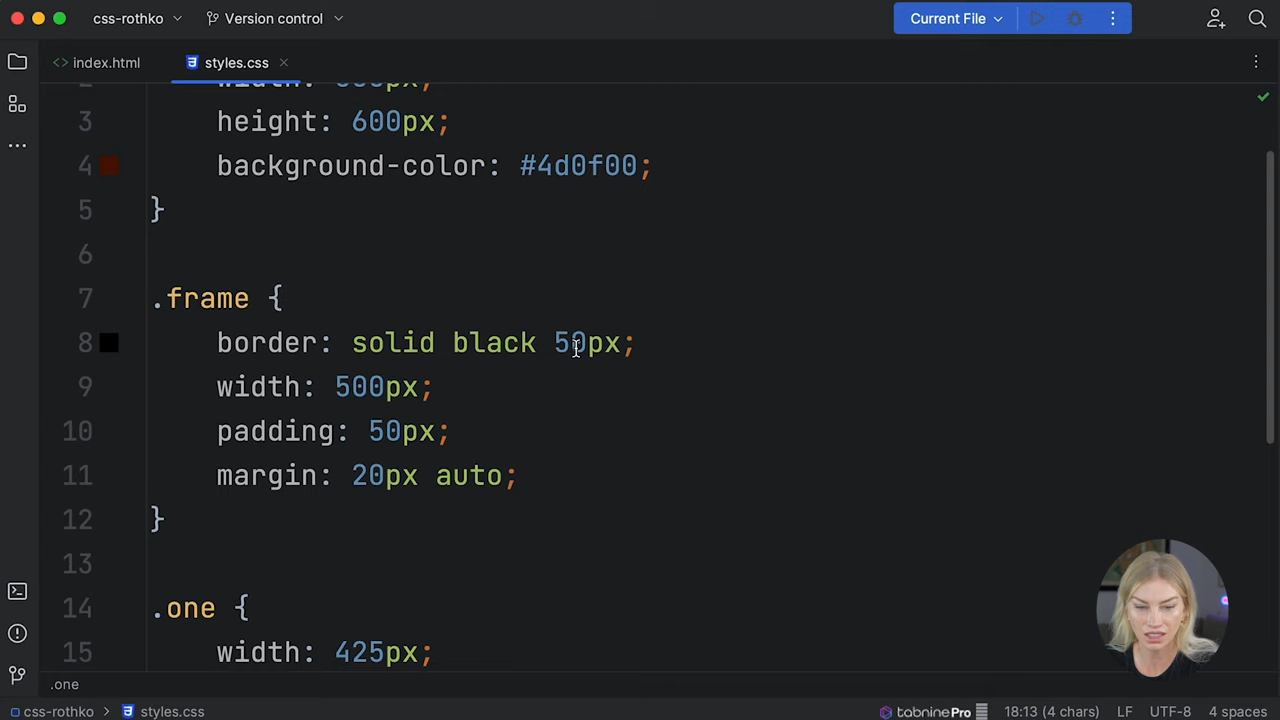 css-rothko
Version control
Current File
index.html
styles.css
3 height: 600px;
4 background-color: #4d0f00;
5 }
6
7 .frame {
8 border: solid black 50px;
9 width: 500px;
10 padding: 50px;
11 margin: 20px auto;
12 }
13
14 .one {
15 width: 425px;
.one
css-rothko
styles.css
tabninePro
18:13 (4 chars)
LF
UTF-8
4 spaces